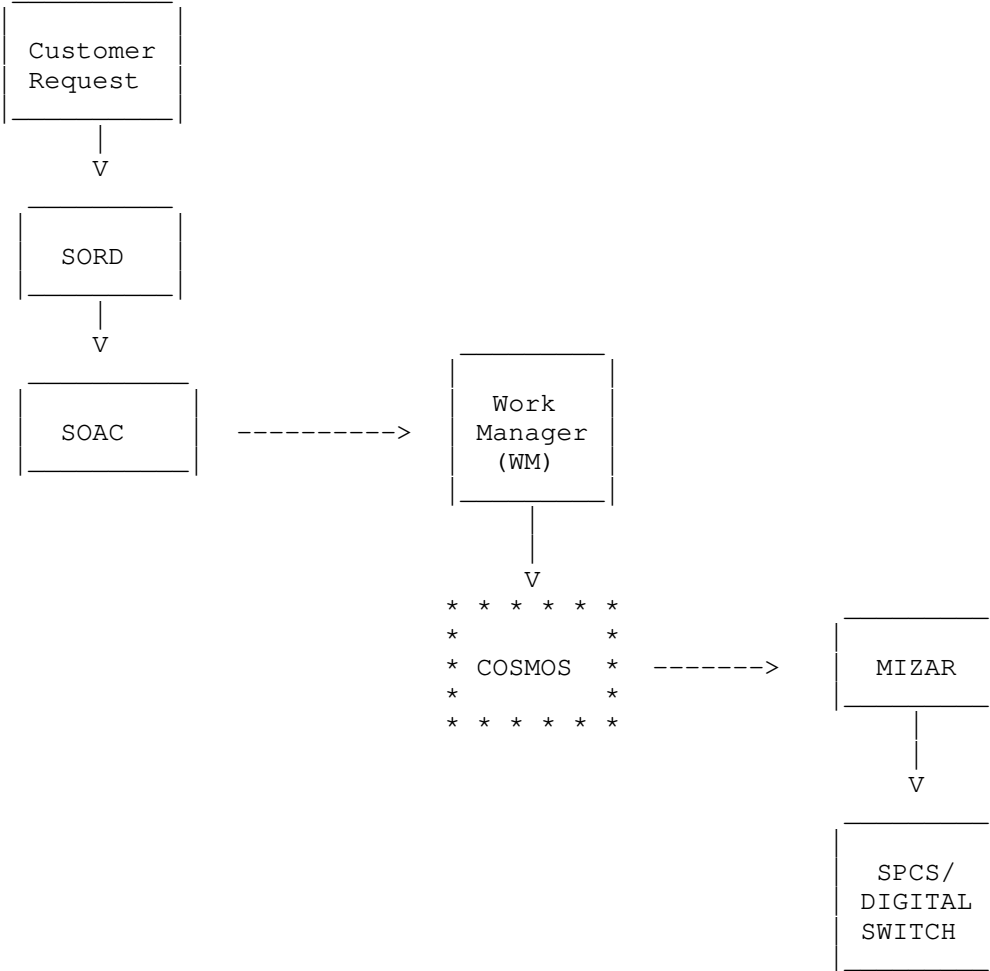 Customer
Request
V
SORD
V
SOAC ----------> Work
Manager
(WM)
V
* * * * * *
* *
* COSMOS * -------> MIZAR
* *
* * * * * *
V
SPCS/
DIGITAL
SWITCH